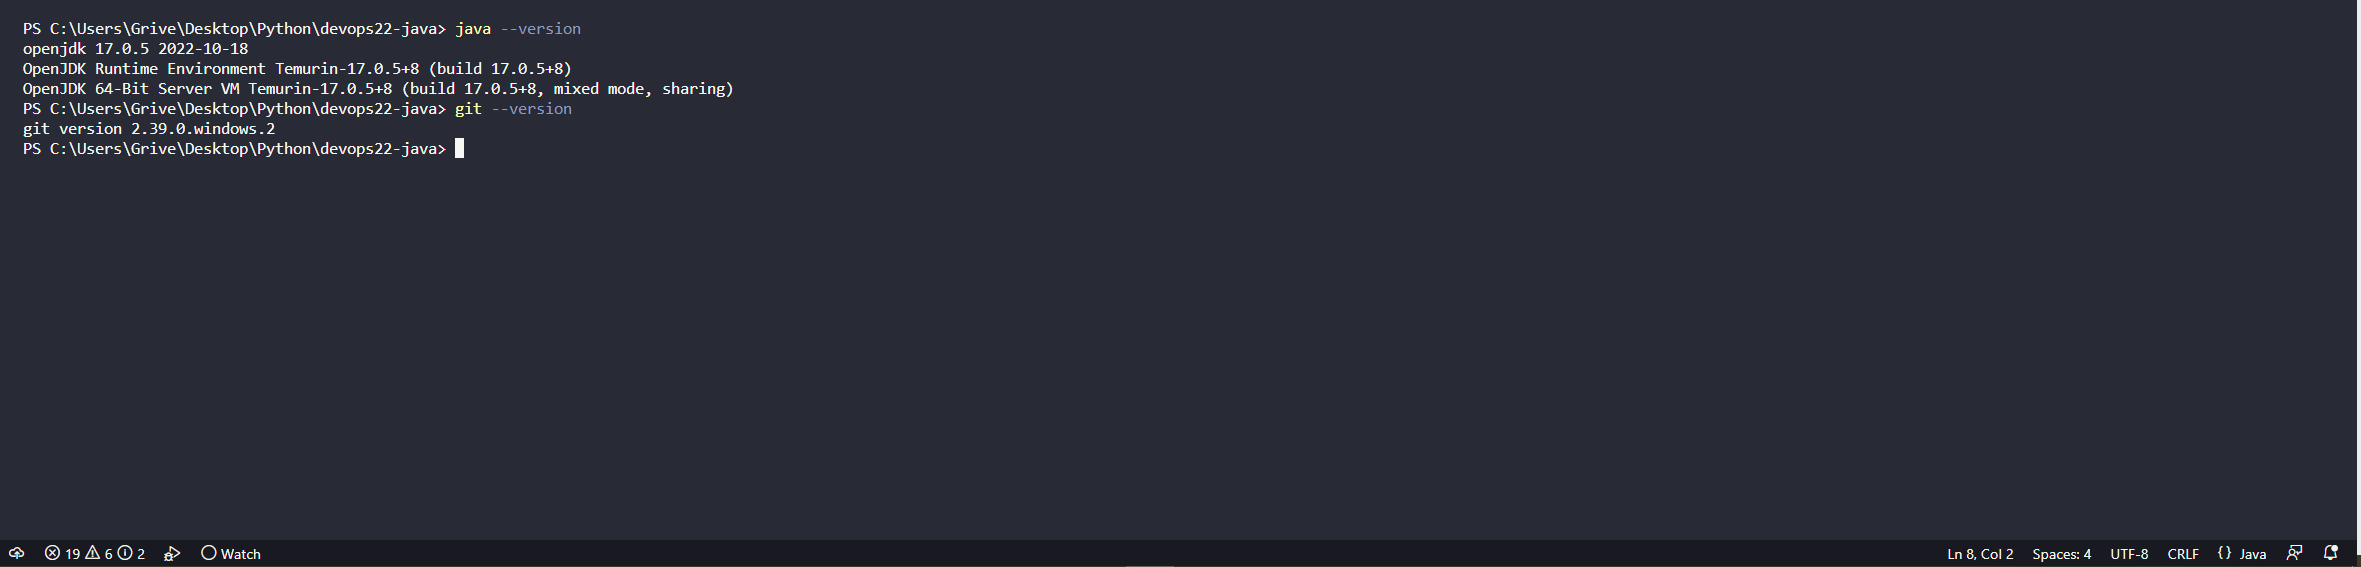 PS C:\Users\Grive\Desktop\Python\devops22-java> java --version
openjdk 17.0.5 2022-10-18
OpenJDK Runtime Environment Temurin-17.0.5+8 (build 17.0.5+8)
OpenJDK 64-Bit Server VM Temurin-17.0.5+8 (build 17.0.5+8, mixed mode, sharing)
PS C:\Users\Grive\Desktop\Python\devops22-java> git --version
git version 2.39.0.windows.2
PS C:\Users\Grive\Desktop\Python\devops22-java>
19 6 2 Watch Ln 8, Col 2 Spaces: 4 UTF-8 CRLF {} Java